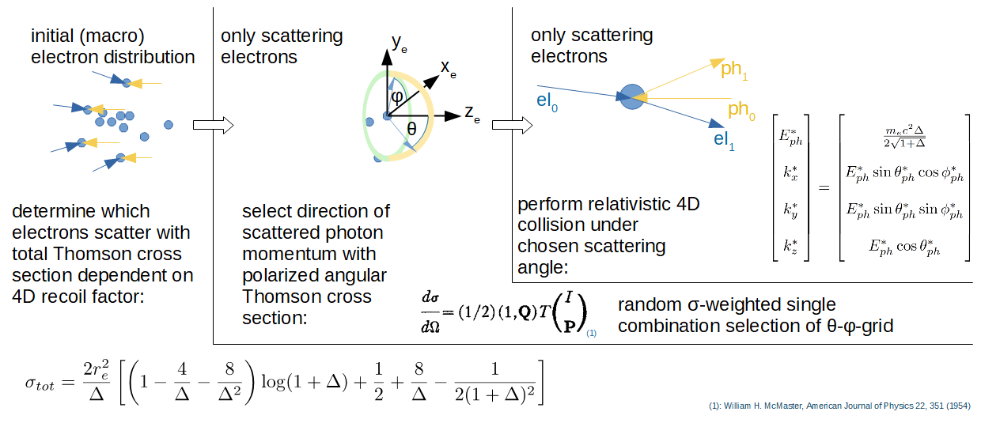 initial (macro)
electron distribution
determine which
electrons scatter with
total Thomson cross
section dependent on
4D recoil factor:
σ_tot = 2r_e^2/Δ [(1 − 4/Δ − 8/Δ^2) log(1 + Δ) + 1/2 + 8/Δ − 1/(2(1 + Δ)^2)]
only scattering
electrons
y_e
x_e
z_e
φ
θ
select direction of
scattered photon
momentum with
polarized angular
Thomson cross
section:
dσ/dΩ = (1/2) (1,Q) T (I P) (1)
random σ-weighted single
combination selection of θ-φ-grid
only scattering
electrons
el_0
ph_1
ph_0
el_1
perform relativistic 4D
collision under
chosen scattering
angle:
[E*_ph k*_x k*_y k*_z] = [m_e c^2 Δ/(2√(1+Δ)) E*_ph sin θ*_ph cos ϕ*_ph E*_ph sin θ*_ph sin ϕ*_ph E*_ph cos θ*_ph]
(1): William H. McMaster, American Journal of Physics 22, 351 (1954)